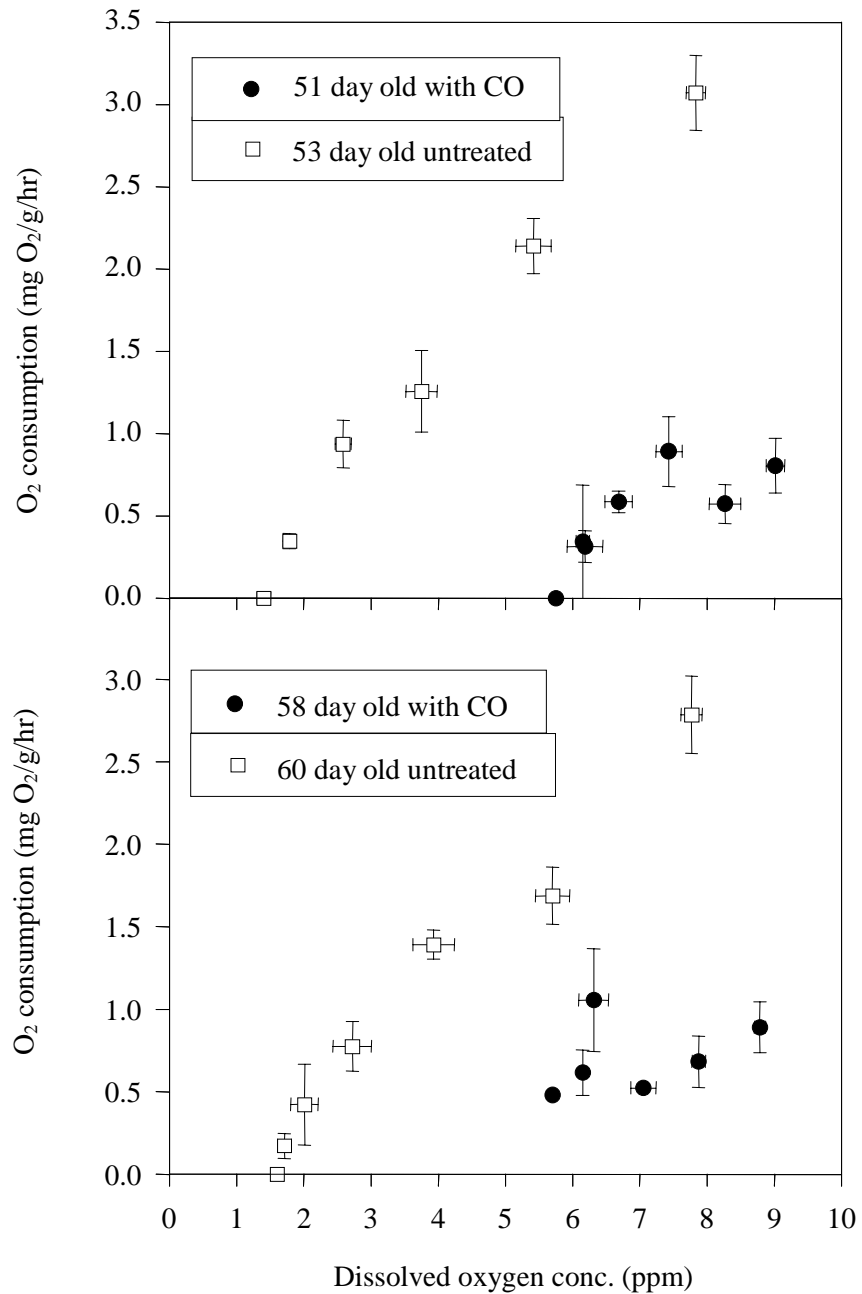 3.5
3.0
2.5
2.0
1.5
1.0
0.5
0.0
O₂ consumption (mg O₂/g/hr)
51 day old with CO
53 day old untreated
3.0
2.5
2.0
1.5
1.0
0.5
0.0
O₂ consumption (mg O₂/g/hr)
58 day old with CO
60 day old untreated
0 1 2 3 4 5 6 7 8 9 10
Dissolved oxygen conc. (ppm)